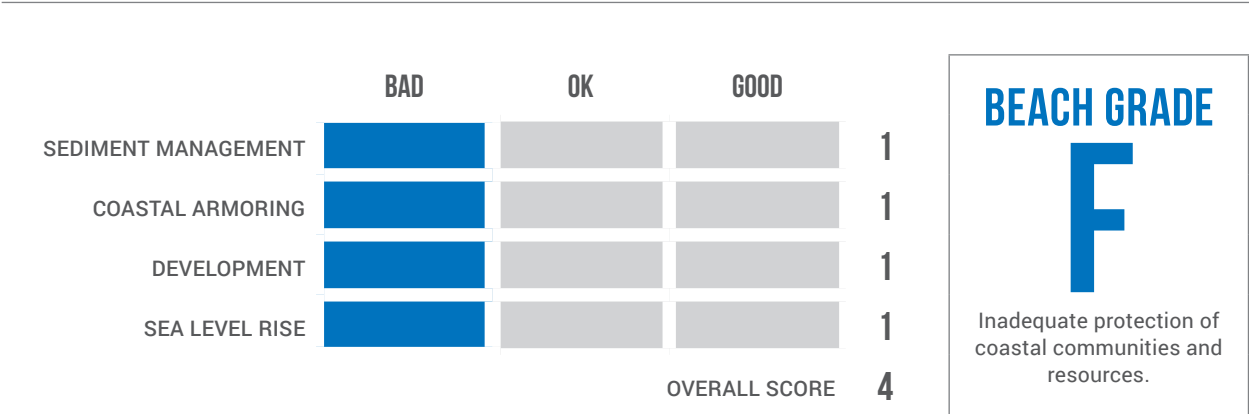 BAD OK GOOD
SEDIMENT MANAGEMENT 1
COASTAL ARMORING 1
DEVELOPMENT 1
SEA LEVEL RISE 1
OVERALL SCORE 4
BEACH GRADE
F
Inadequate protection of
coastal communities and
resources.